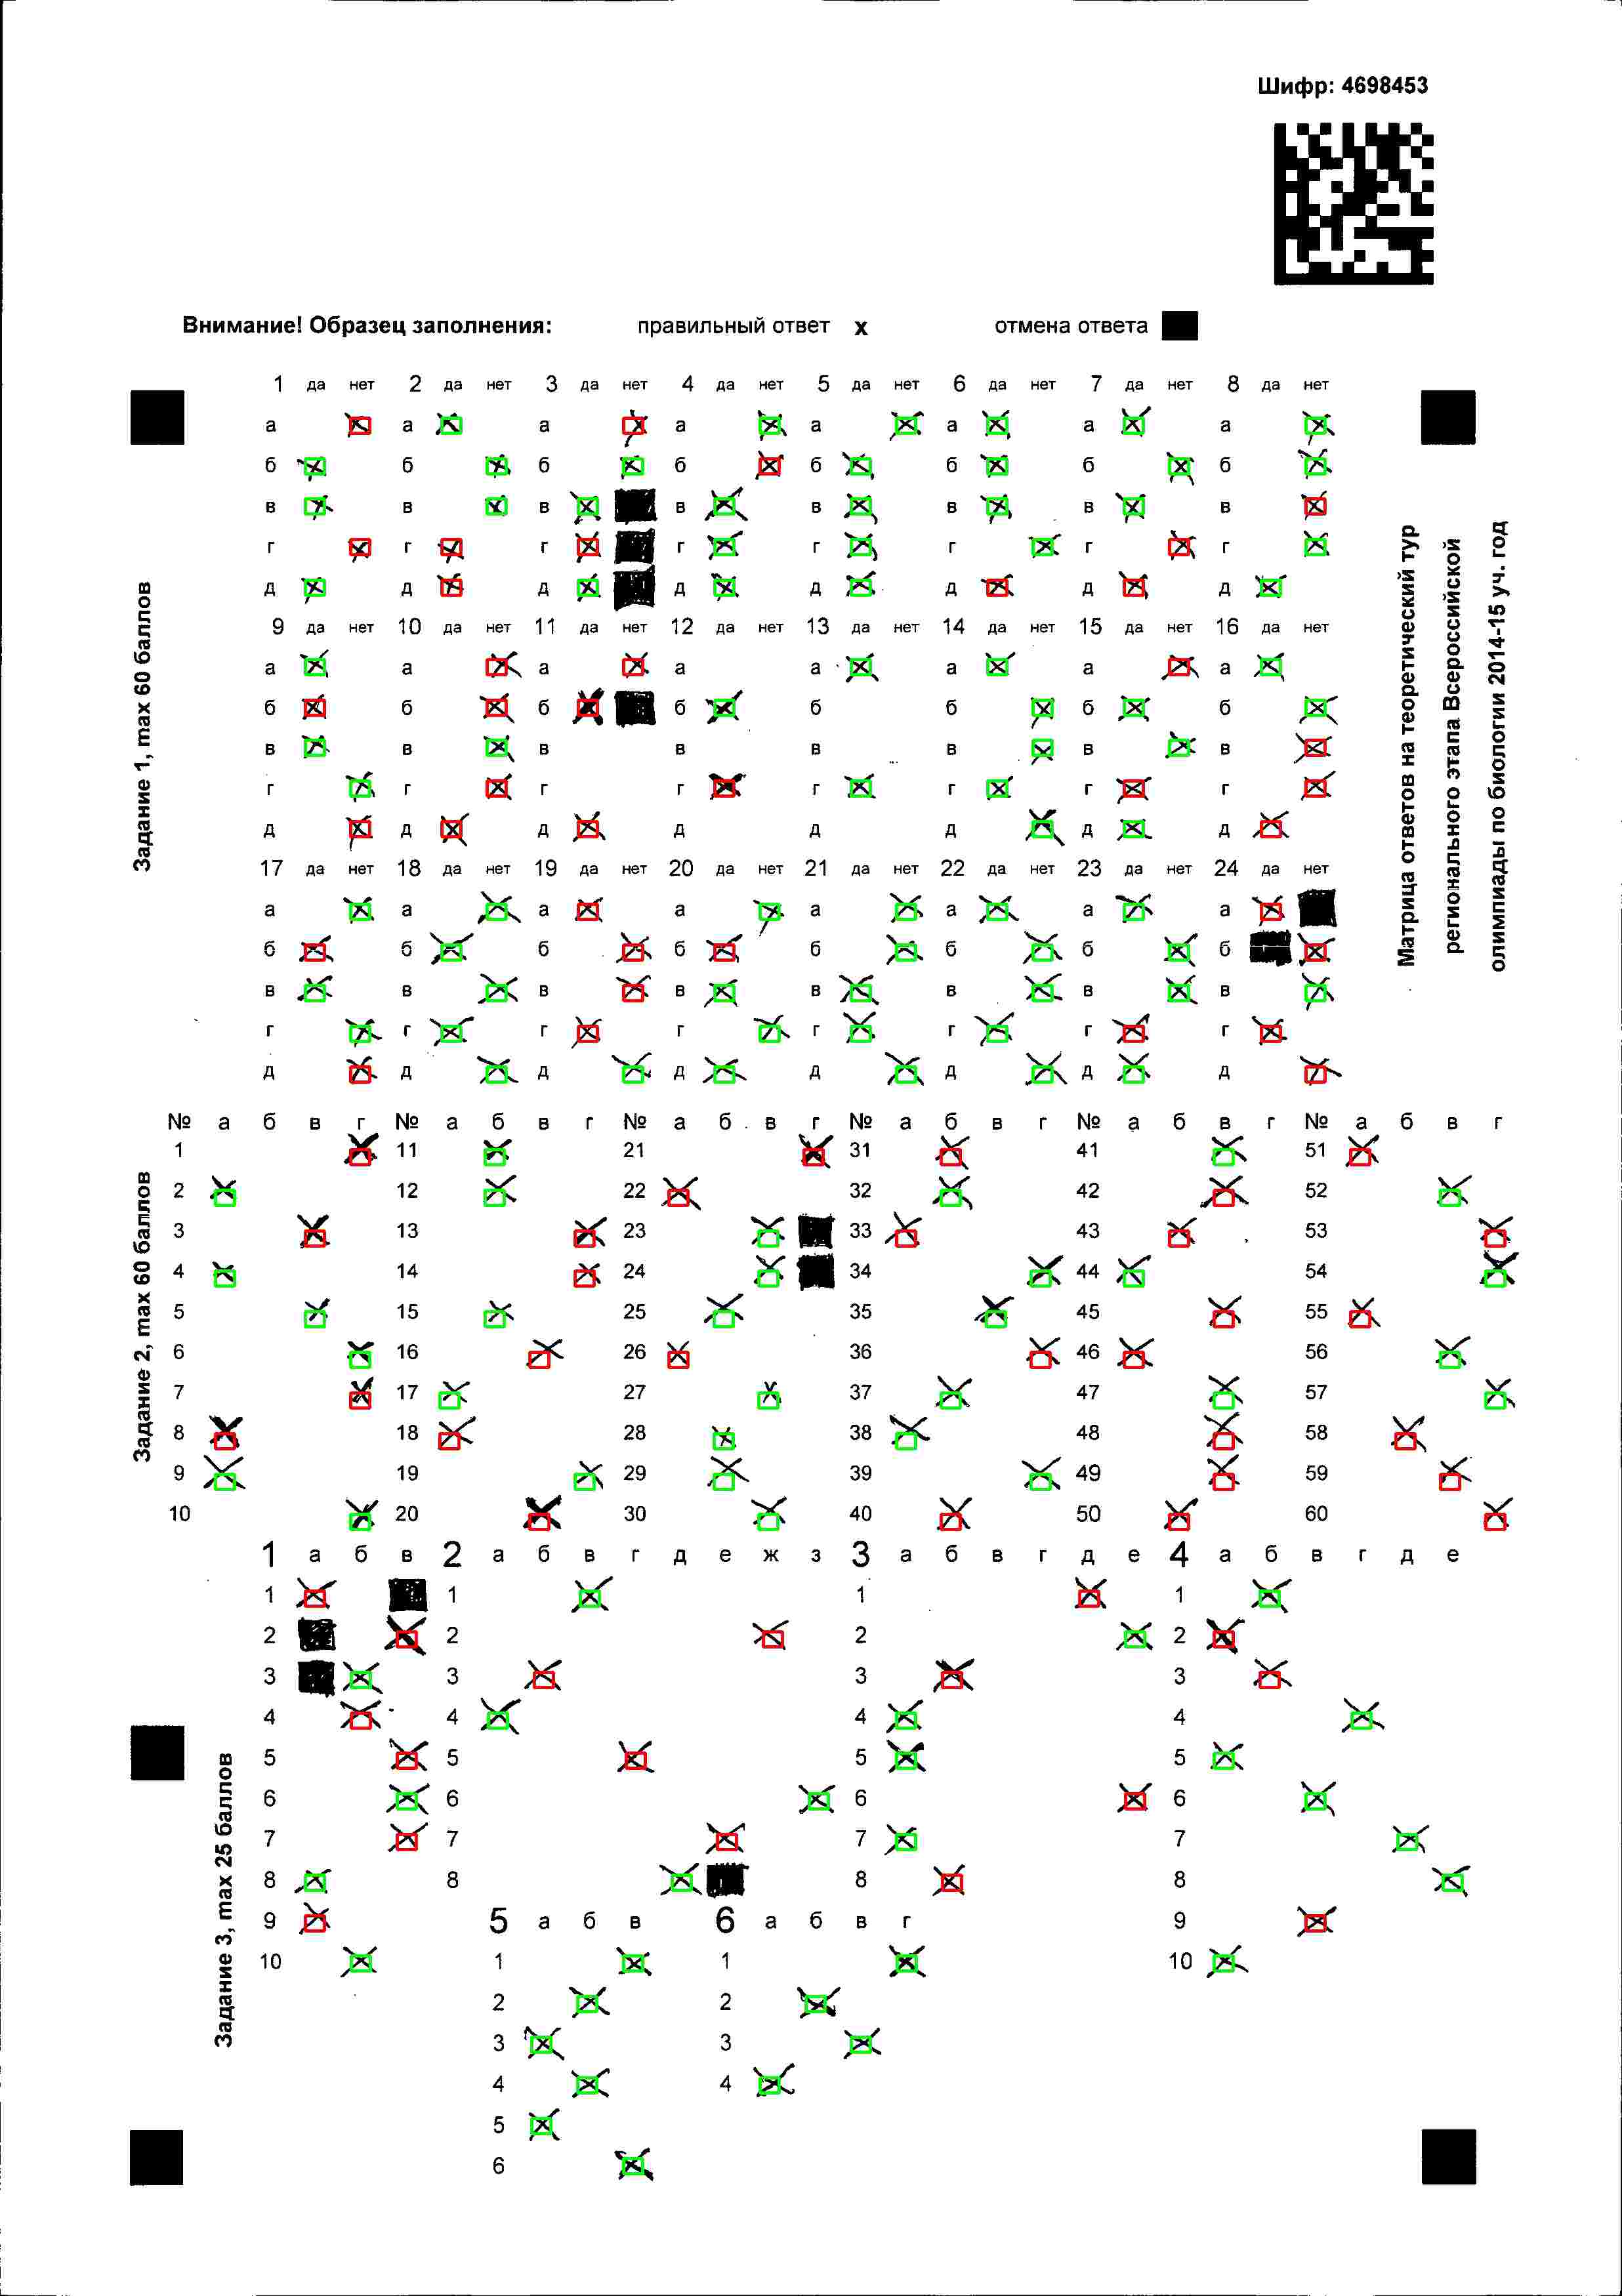 Шифр: 4698453
Внимание! Образец заполнения: правильный ответ x отмена ответа
Матрица ответов на теоретический тур
регионального этапа Всероссийской
олимпиады по биологии 2014-15 уч. год
Задание 1, max 60 баллов
1 да нет 2 да нет 3 да нет 4 да нет 5 да нет 6 да нет 7 да нет 8 да нет
а а а а а а а а
б б б б б б б б
в в в в в в в в
г г г г г г г г
д д д д д д д д
9 да нет 10 да нет 11 да нет 12 да нет 13 да нет 14 да нет 15 да нет 16 да нет
а а а а а а а а
б б б б б б б б
в в в в в в в в
г г г г г г г г
д д д д д д д д
17 да нет 18 да нет 19 да нет 20 да нет 21 да нет 22 да нет 23 да нет 24 да нет
а а а а а а а а
б б б б б б б б
в в в в в в в в
г г г г г г г г
д д д д д д д д
Задание 2, max 60 баллов
№ а б в г № а б в г № а б в г № а б в г № а б в г № а б в г
1 11 21 31 41 51
2 12 22 32 42 52
3 13 23 33 43 53
4 14 24 34 44 54
5 15 25 35 45 55
6 16 26 36 46 56
7 17 27 37 47 57
8 18 28 38 48 58
9 19 29 39 49 59
10 20 30 40 50 60
Задание 3, max 25 баллов
1 а б в 2 а б в г д е ж з 3 а б в г д е 4 а б в г д е
1 1 1 1
2 2 2 2
3 3 3 3
4 4 4 4
5 5 5 5
6 6 6 6
7 7 7 7
8 8 8 8
9 5 а б в 6 а б в г 9
10 1 1 10
2 2
3 3
4 4
5
6